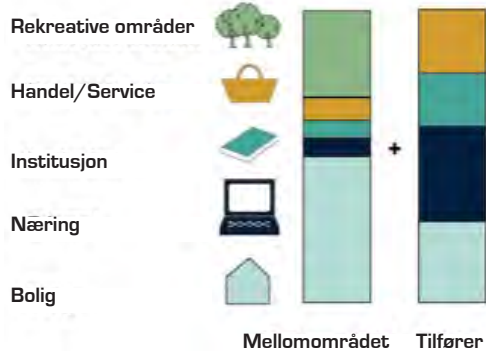 Rekreative områder
Handel/Service
Institusjon
Næring
Bolig
+
Mellomområdet
Tilfører